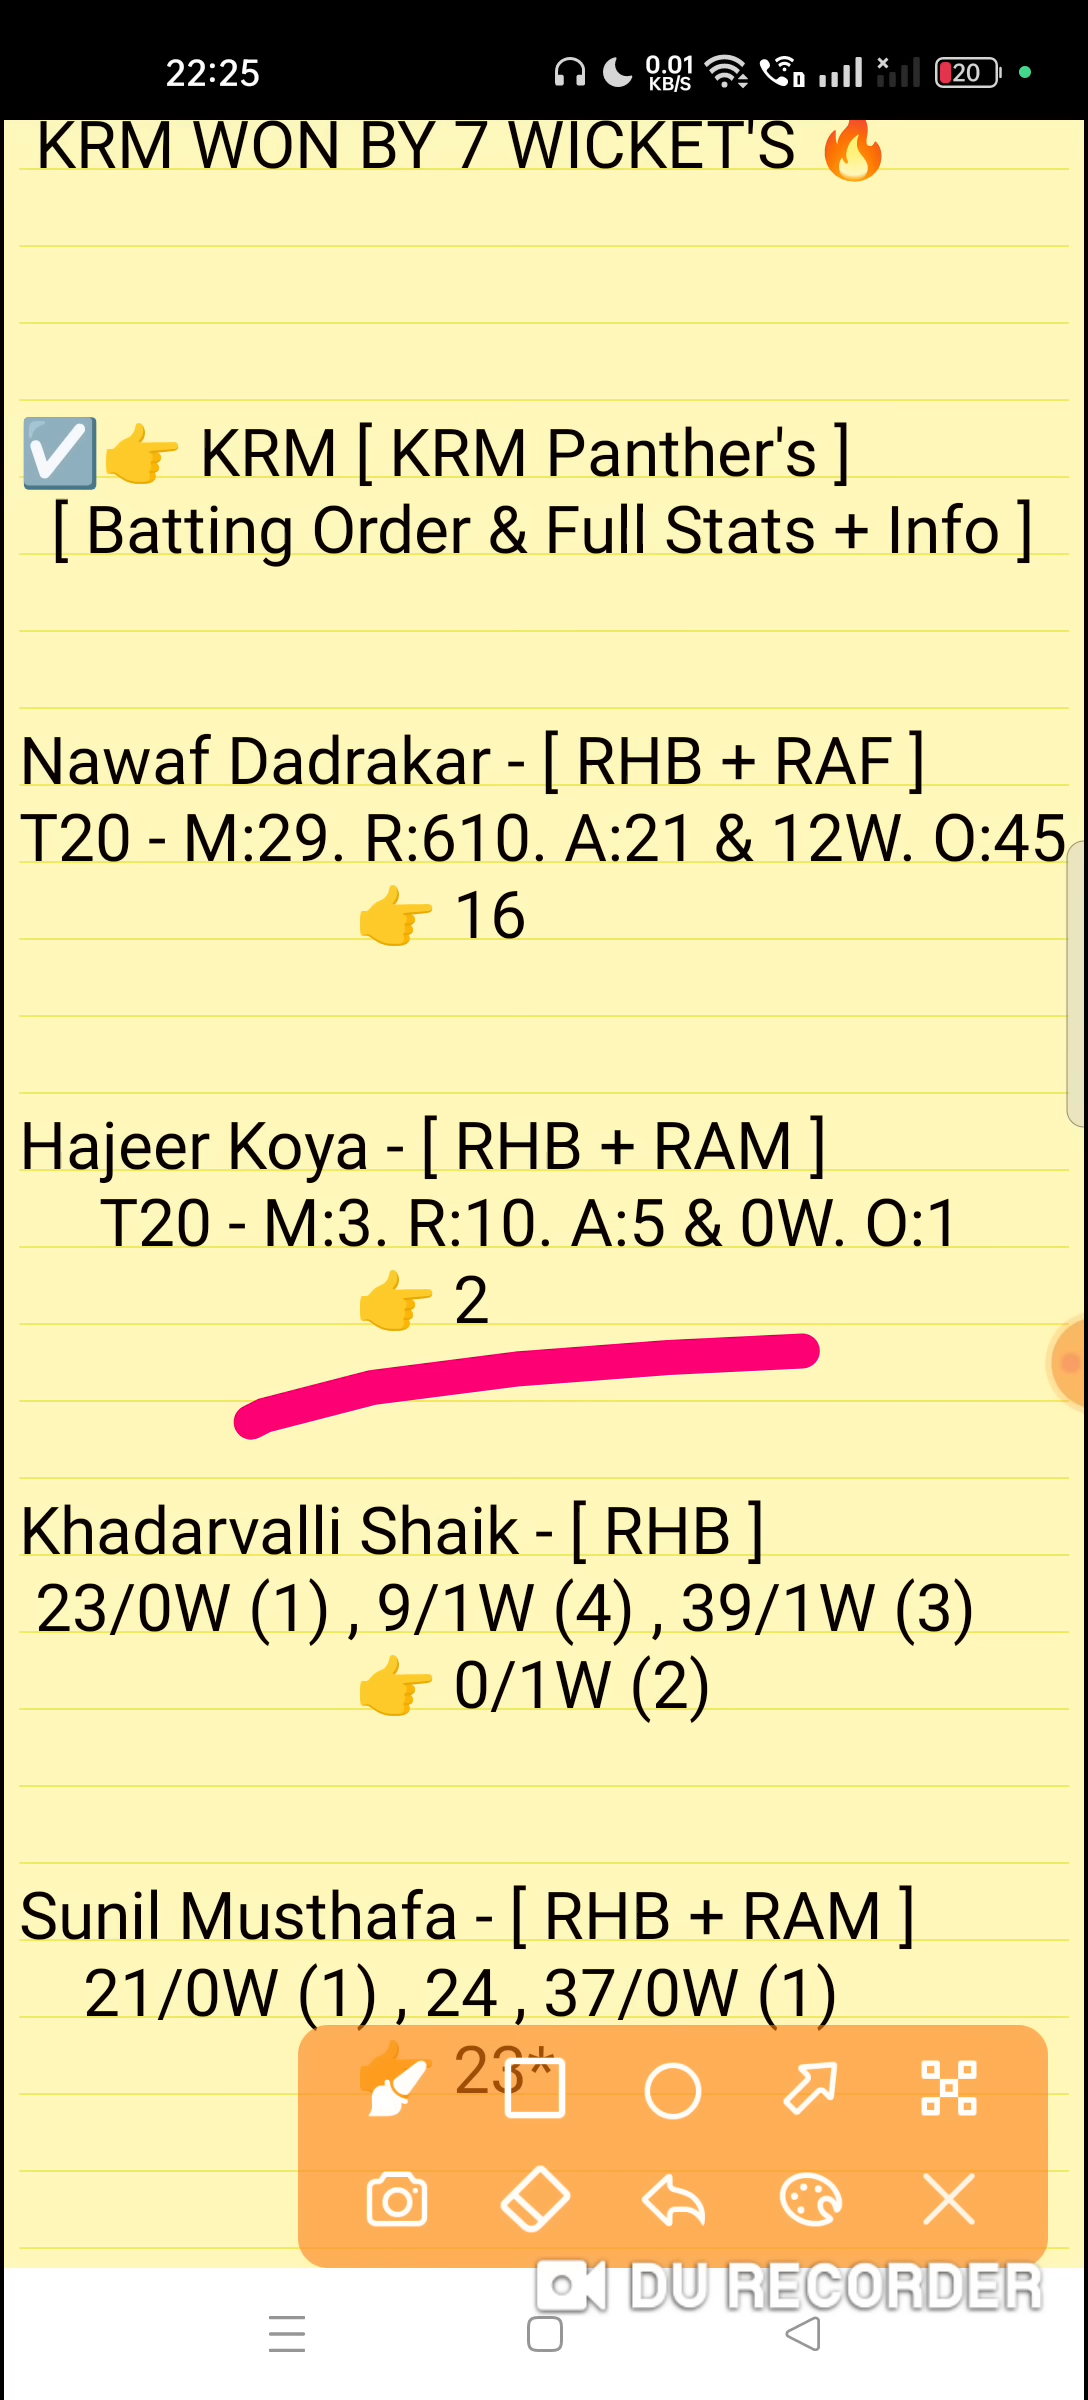 22:25 0.01 KB/S 20
KRM WON BY 7 WICKET'S 🔥
☑️👉 KRM [ KRM Panther's ]
[ Batting Order & Full Stats + Info ]
Nawaf Dadrakar - [ RHB + RAF ]
T20 - M:29. R:610. A:21 & 12W. O:45
👉 16
Hajeer Koya - [ RHB + RAM ]
T20 - M:3. R:10. A:5 & 0W. O:1
👉 2
Khadarvalli Shaik - [ RHB ]
23/0W (1) , 9/1W (4) , 39/1W (3)
👉 0/1W (2)
Sunil Musthafa - [ RHB + RAM ]
21/0W (1) , 24 , 37/0W (1)
👉 23*
DU RECORDER